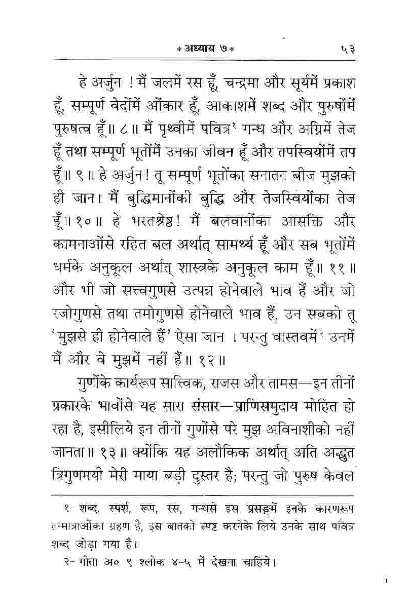 * अध्याय ७ * ५३
हे अर्जुन ! मैं जलमें रस हूँ, चन्द्रमा और सूर्यमें प्रकाश
हूँ, सम्पूर्ण वेदोंमें ओंकार हूँ, आकाशमें शब्द और पुरुषोंमें
पुरुषत्व हूँ॥ ८॥ मैं पृथ्वीमें पवित्र१ गन्ध और अग्निमें तेज
हूँ तथा सम्पूर्ण भूतोंमें उनका जीवन हूँ और तपस्वियोंमें तप
हूँ॥ ९॥ हे अर्जुन! तू सम्पूर्ण भूतोंका सनातन बीज मुझको
ही जान। मैं बुद्धिमानोंकी बुद्धि और तेजस्वियोंका तेज
हूँ॥ १०॥ हे भरतश्रेष्ठ! मैं बलवानोंका आसक्ति और
कामनाओंसे रहित बल अर्थात् सामर्थ्य हूँ और सब भूतोंमें
धर्मके अनुकूल अर्थात् शास्त्रके अनुकूल काम हूँ॥ ११॥
और भी जो सत्त्वगुणसे उत्पन्न होनेवाले भाव हैं और जो
रजोगुणसे तथा तमोगुणसे होनेवाले भाव हैं, उन सबको तू
'मुझसे ही होनेवाले हैं' ऐसा जान । परन्तु वास्तवमें२ उनमें
मैं और वे मुझमें नहीं हैं॥ १२॥
गुणोंके कार्यरूप सात्त्विक, राजस और तामस—इन तीनों
प्रकारके भावोंसे यह सारा संसार—प्राणिसमुदाय मोहित हो
रहा है, इसीलिये इन तीनों गुणोंसे परे मुझ अविनाशीको नहीं
जानता॥ १३॥ क्योंकि यह अलौकिक अर्थात् अति अद्भुत
त्रिगुणमयी मेरी माया बड़ी दुस्तर है; परन्तु जो पुरुष केवल
१ शब्द, स्पर्श, रूप, रस, गन्धसे इस प्रसङ्गमें इनके कारणरूप
तन्मात्राओंका ग्रहण है, इस बातको स्पष्ट करनेके लिये उनके साथ पवित्र
शब्द जोड़ा गया है।
२- गीता अ० ९ श्लोक ४-५ में देखना चाहिये।